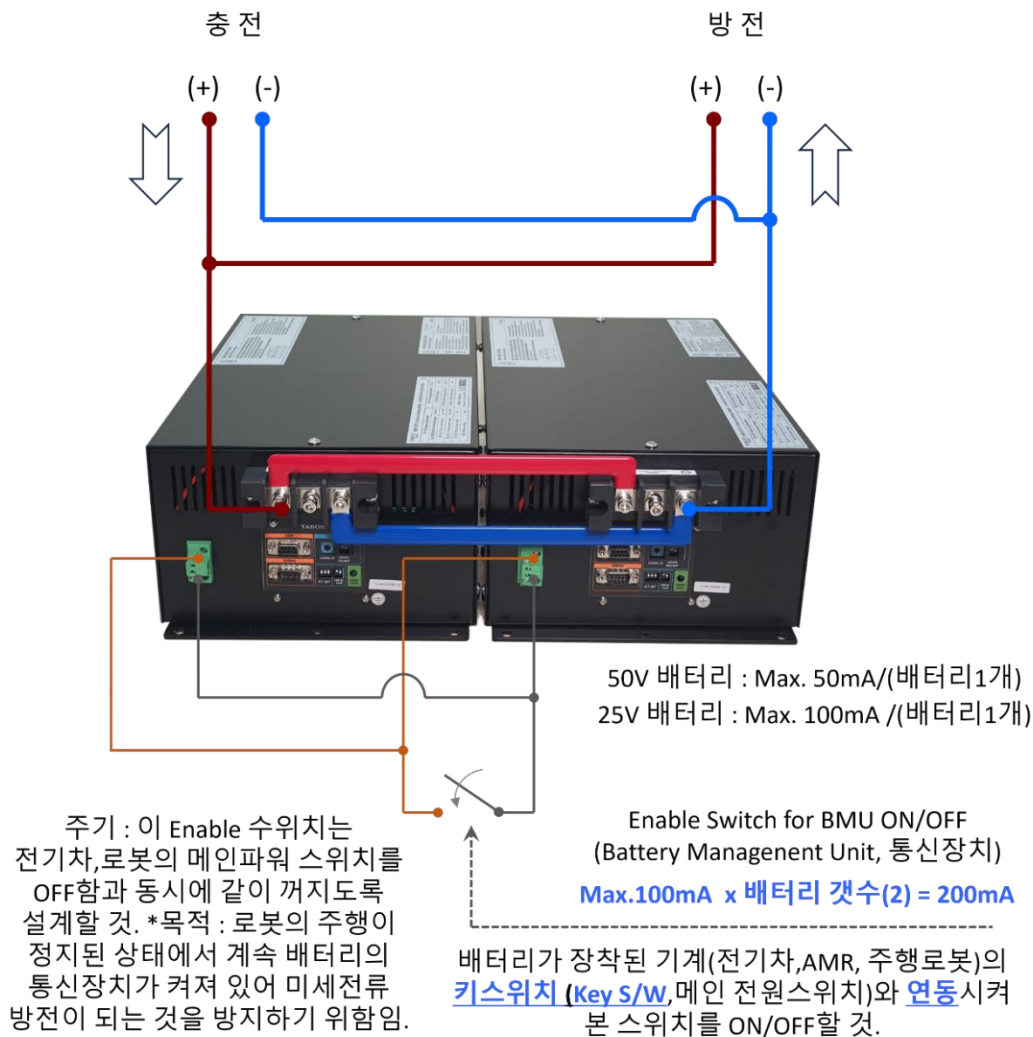 충 전 방 전
(+) (-) (+) (-)
TABOS
50V 배터리 : Max. 50mA/(배터리1개)
25V 배터리 : Max. 100mA /(배터리1개)
Enable Switch for BMU ON/OFF
(Battery Managenent Unit, 통신장치)
Max.100mA x 배터리 갯수(2) = 200mA
주기 : 이 Enable 수위치는
전기차,로봇의 메인파워 스위치를
OFF함과 동시에 같이 꺼지도록
설계할 것. *목적 : 로봇의 주행이
정지된 상태에서 계속 배터리의
통신장치가 켜져 있어 미세전류
방전이 되는 것을 방지하기 위함임.
배터리가 장착된 기계(전기차,AMR, 주행로봇)의
키스위치 (Key S/W,메인 전원스위치)와 연동시켜
본 스위치를 ON/OFF할 것.